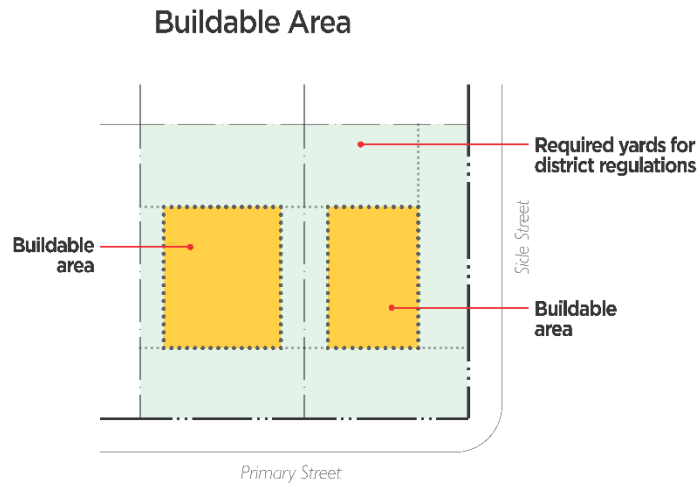 Buildable Area
Required yards for
district regulations
Side Street
Buildable
area
Buildable
area
Primary Street